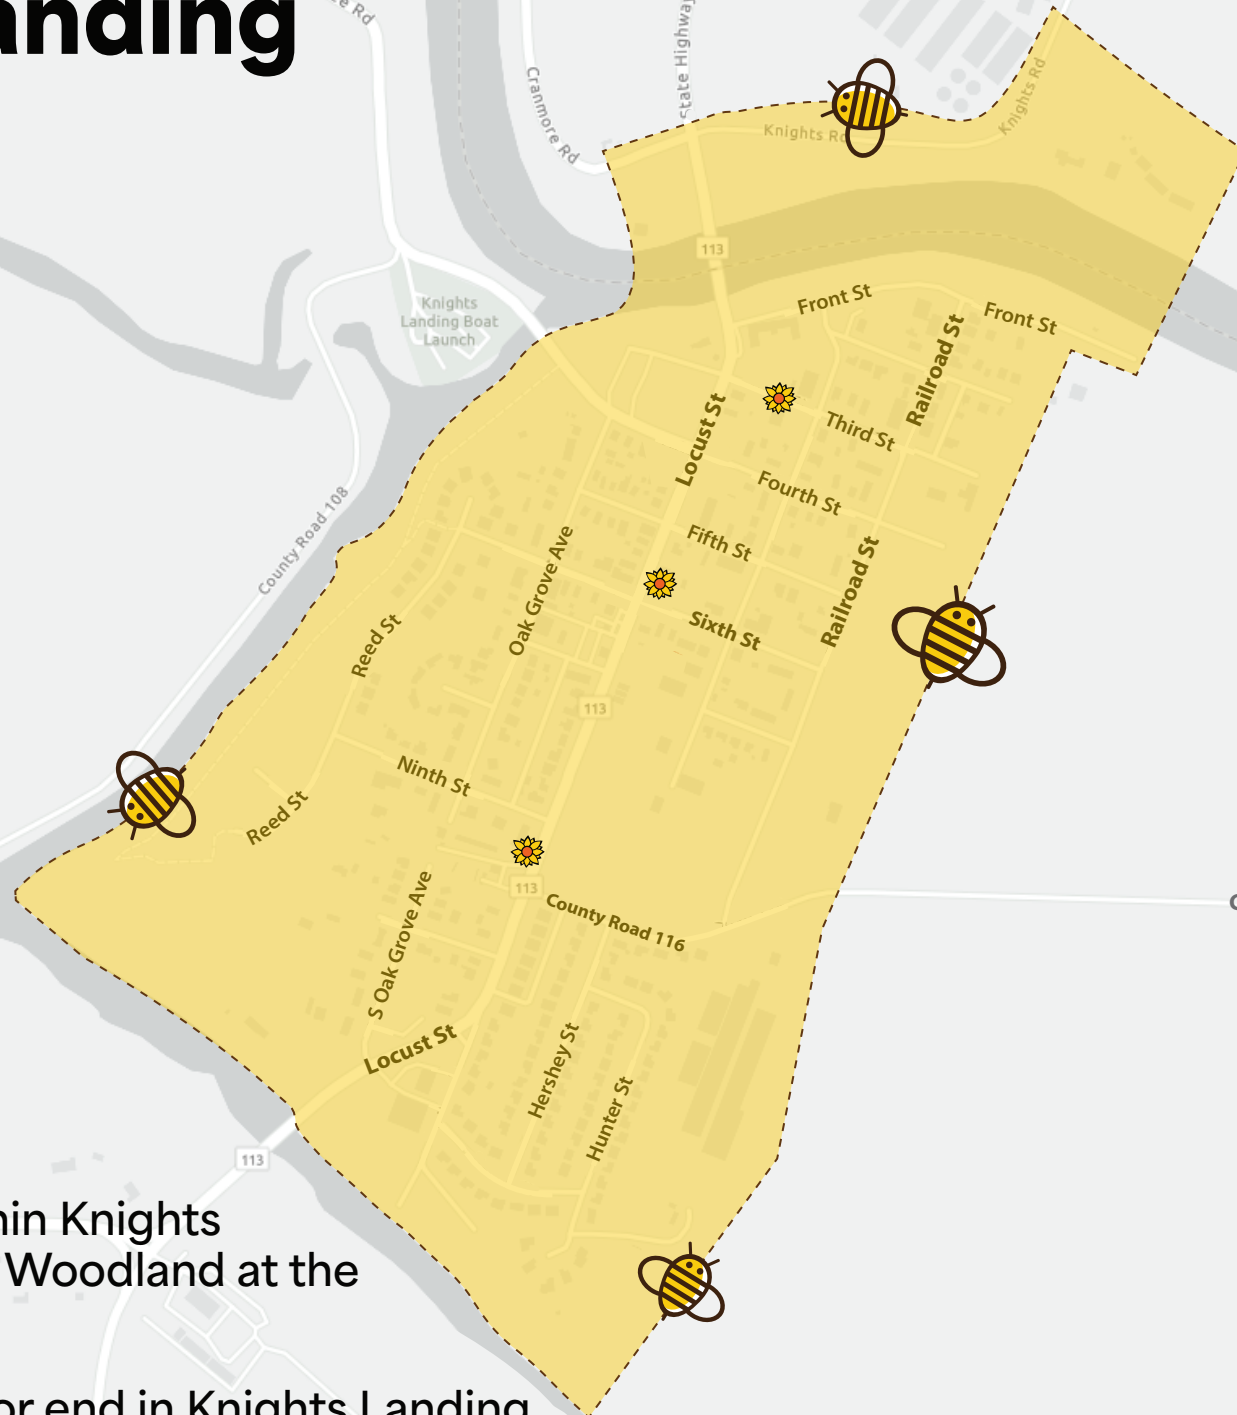 anding
Cranmore Rd
State Highway
Knights Rd
Knights Rd
113
Knights
Landing Boat
Launch
Front St
Front St
Railroad St
Locust St
Third St
Fourth St
Fifth St
County Road 108
Oak Grove Ave
Railroad St
Reed St
Sixth St
113
Ninth St
Reed St
113
County Road 116
S Oak Grove Ave
Locust St
Hershey St
Hunter St
113
hin Knights
Woodland at the
or end in Knights Landing